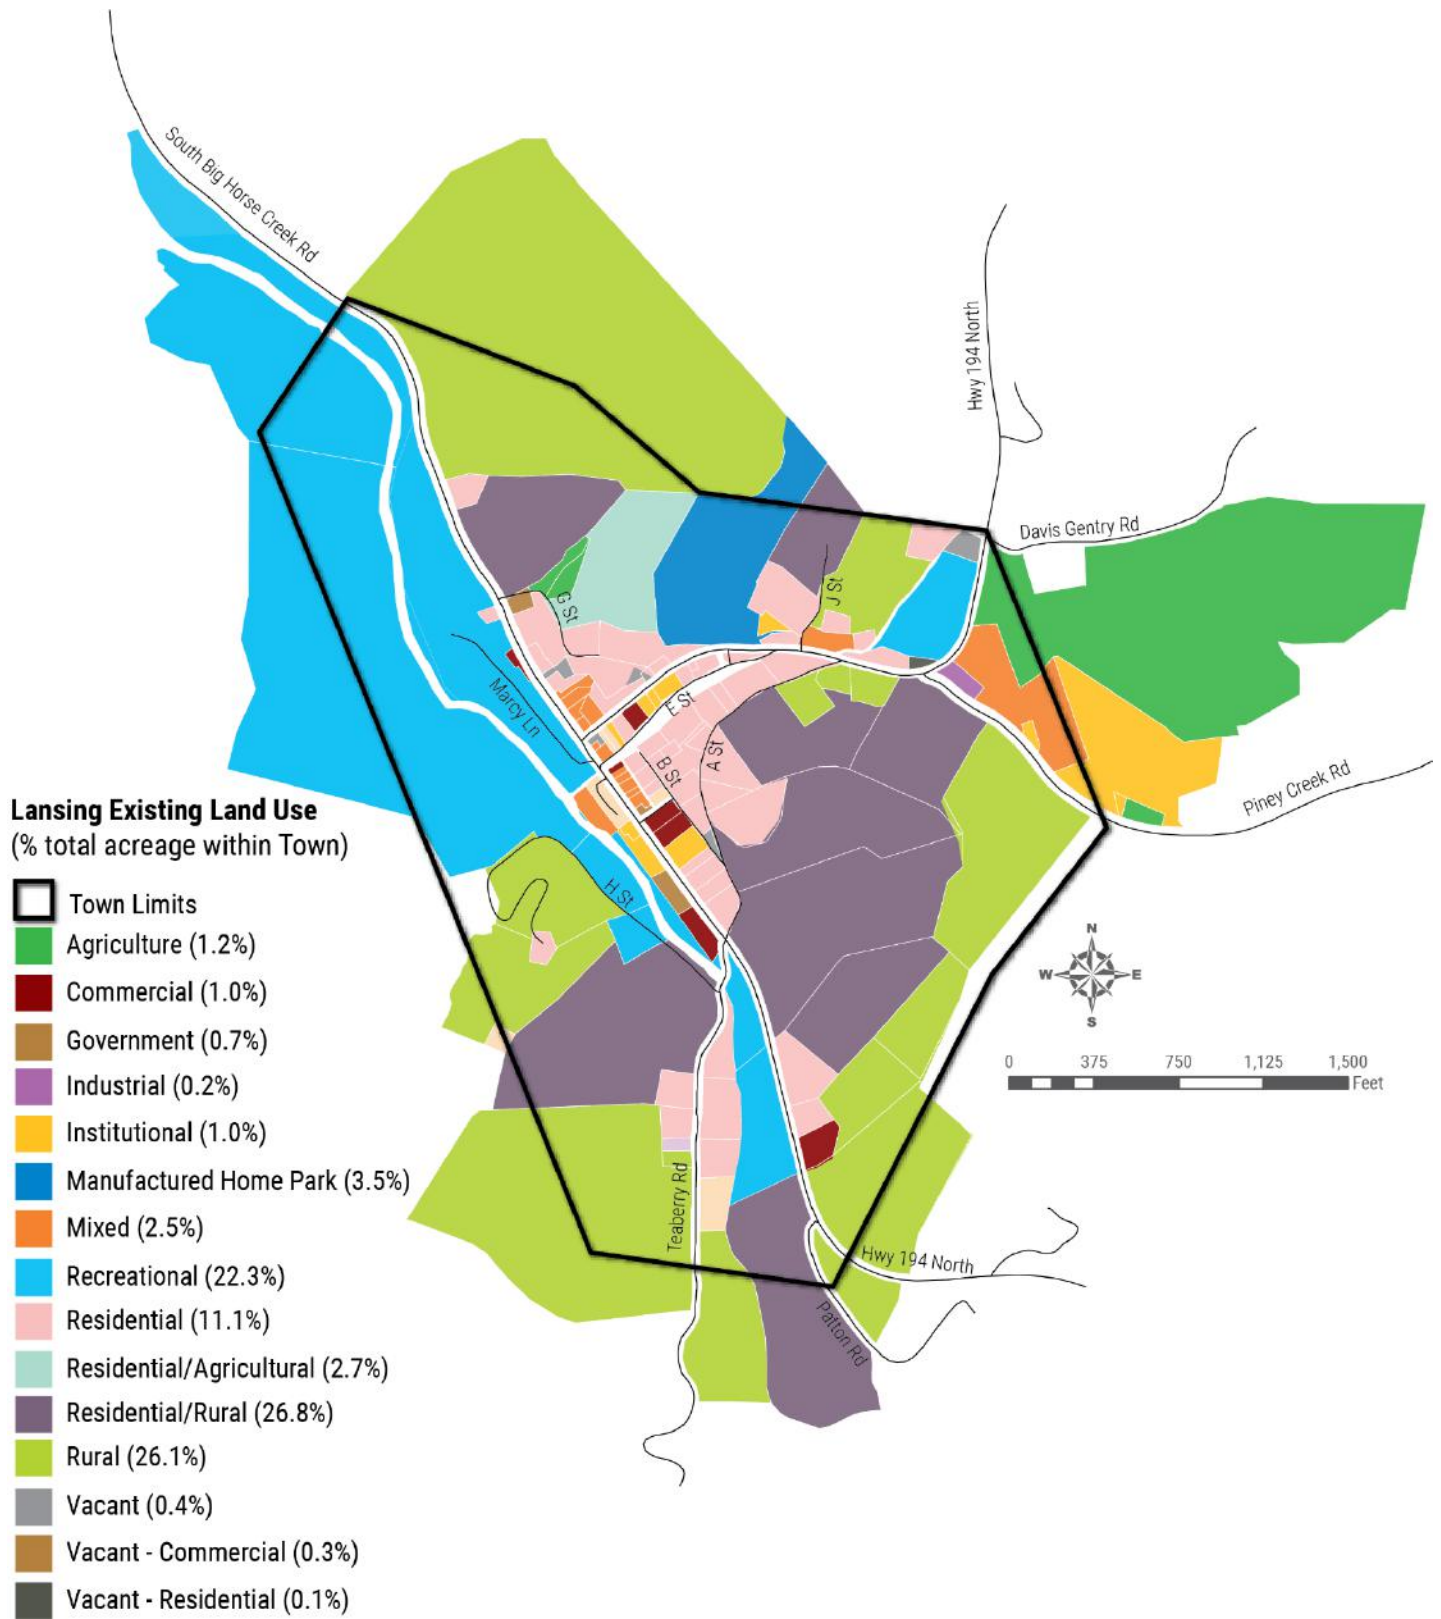 South Big Horse Creek Rd
Hwy 194 North
Davis Gentry Rd
J St
G St
E St
Marcy Ln
A St
B St
Piney Creek Rd
H St
Lansing Existing Land Use
(% total acreage within Town)
Town Limits
Agriculture (1.2%)
Commercial (1.0%)
Government (0.7%)
Industrial (0.2%)
Institutional (1.0%)
Manufactured Home Park (3.5%)
Mixed (2.5%)
Recreational (22.3%)
Residential (11.1%)
Residential/Agricultural (2.7%)
Residential/Rural (26.8%)
Rural (26.1%)
Vacant (0.4%)
Vacant - Commercial (0.3%)
Vacant - Residential (0.1%)
N
W E
S
0 375 750 1,125 1,500
Feet
Teaberry Rd
Hwy 194 North
Patton Rd